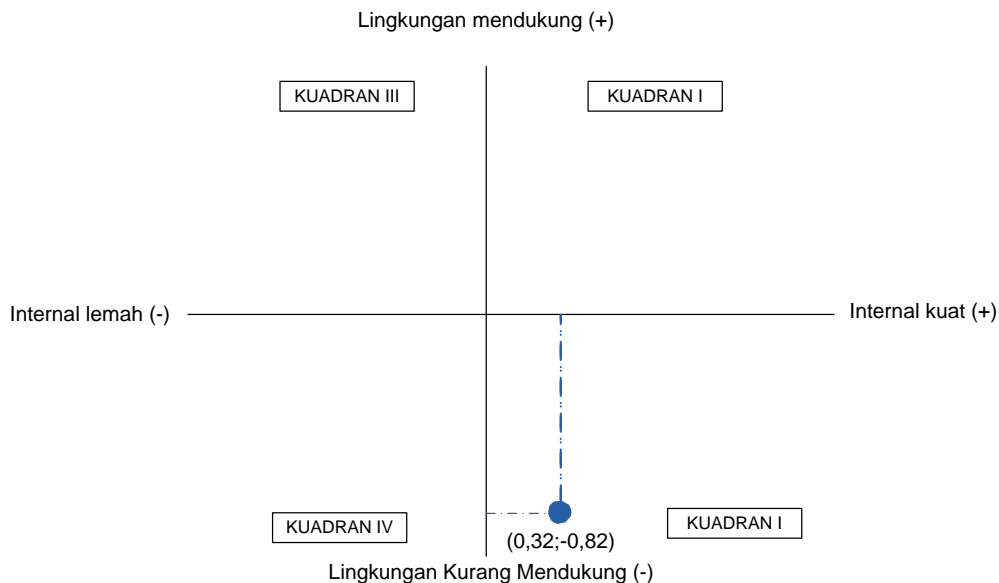 Lingkungan mendukung (+)
KUADRAN III
KUADRAN I
Internal lemah (-)
Internal kuat (+)
KUADRAN IV
KUADRAN I
(0,32;-0,82)
Lingkungan Kurang Mendukung (-)